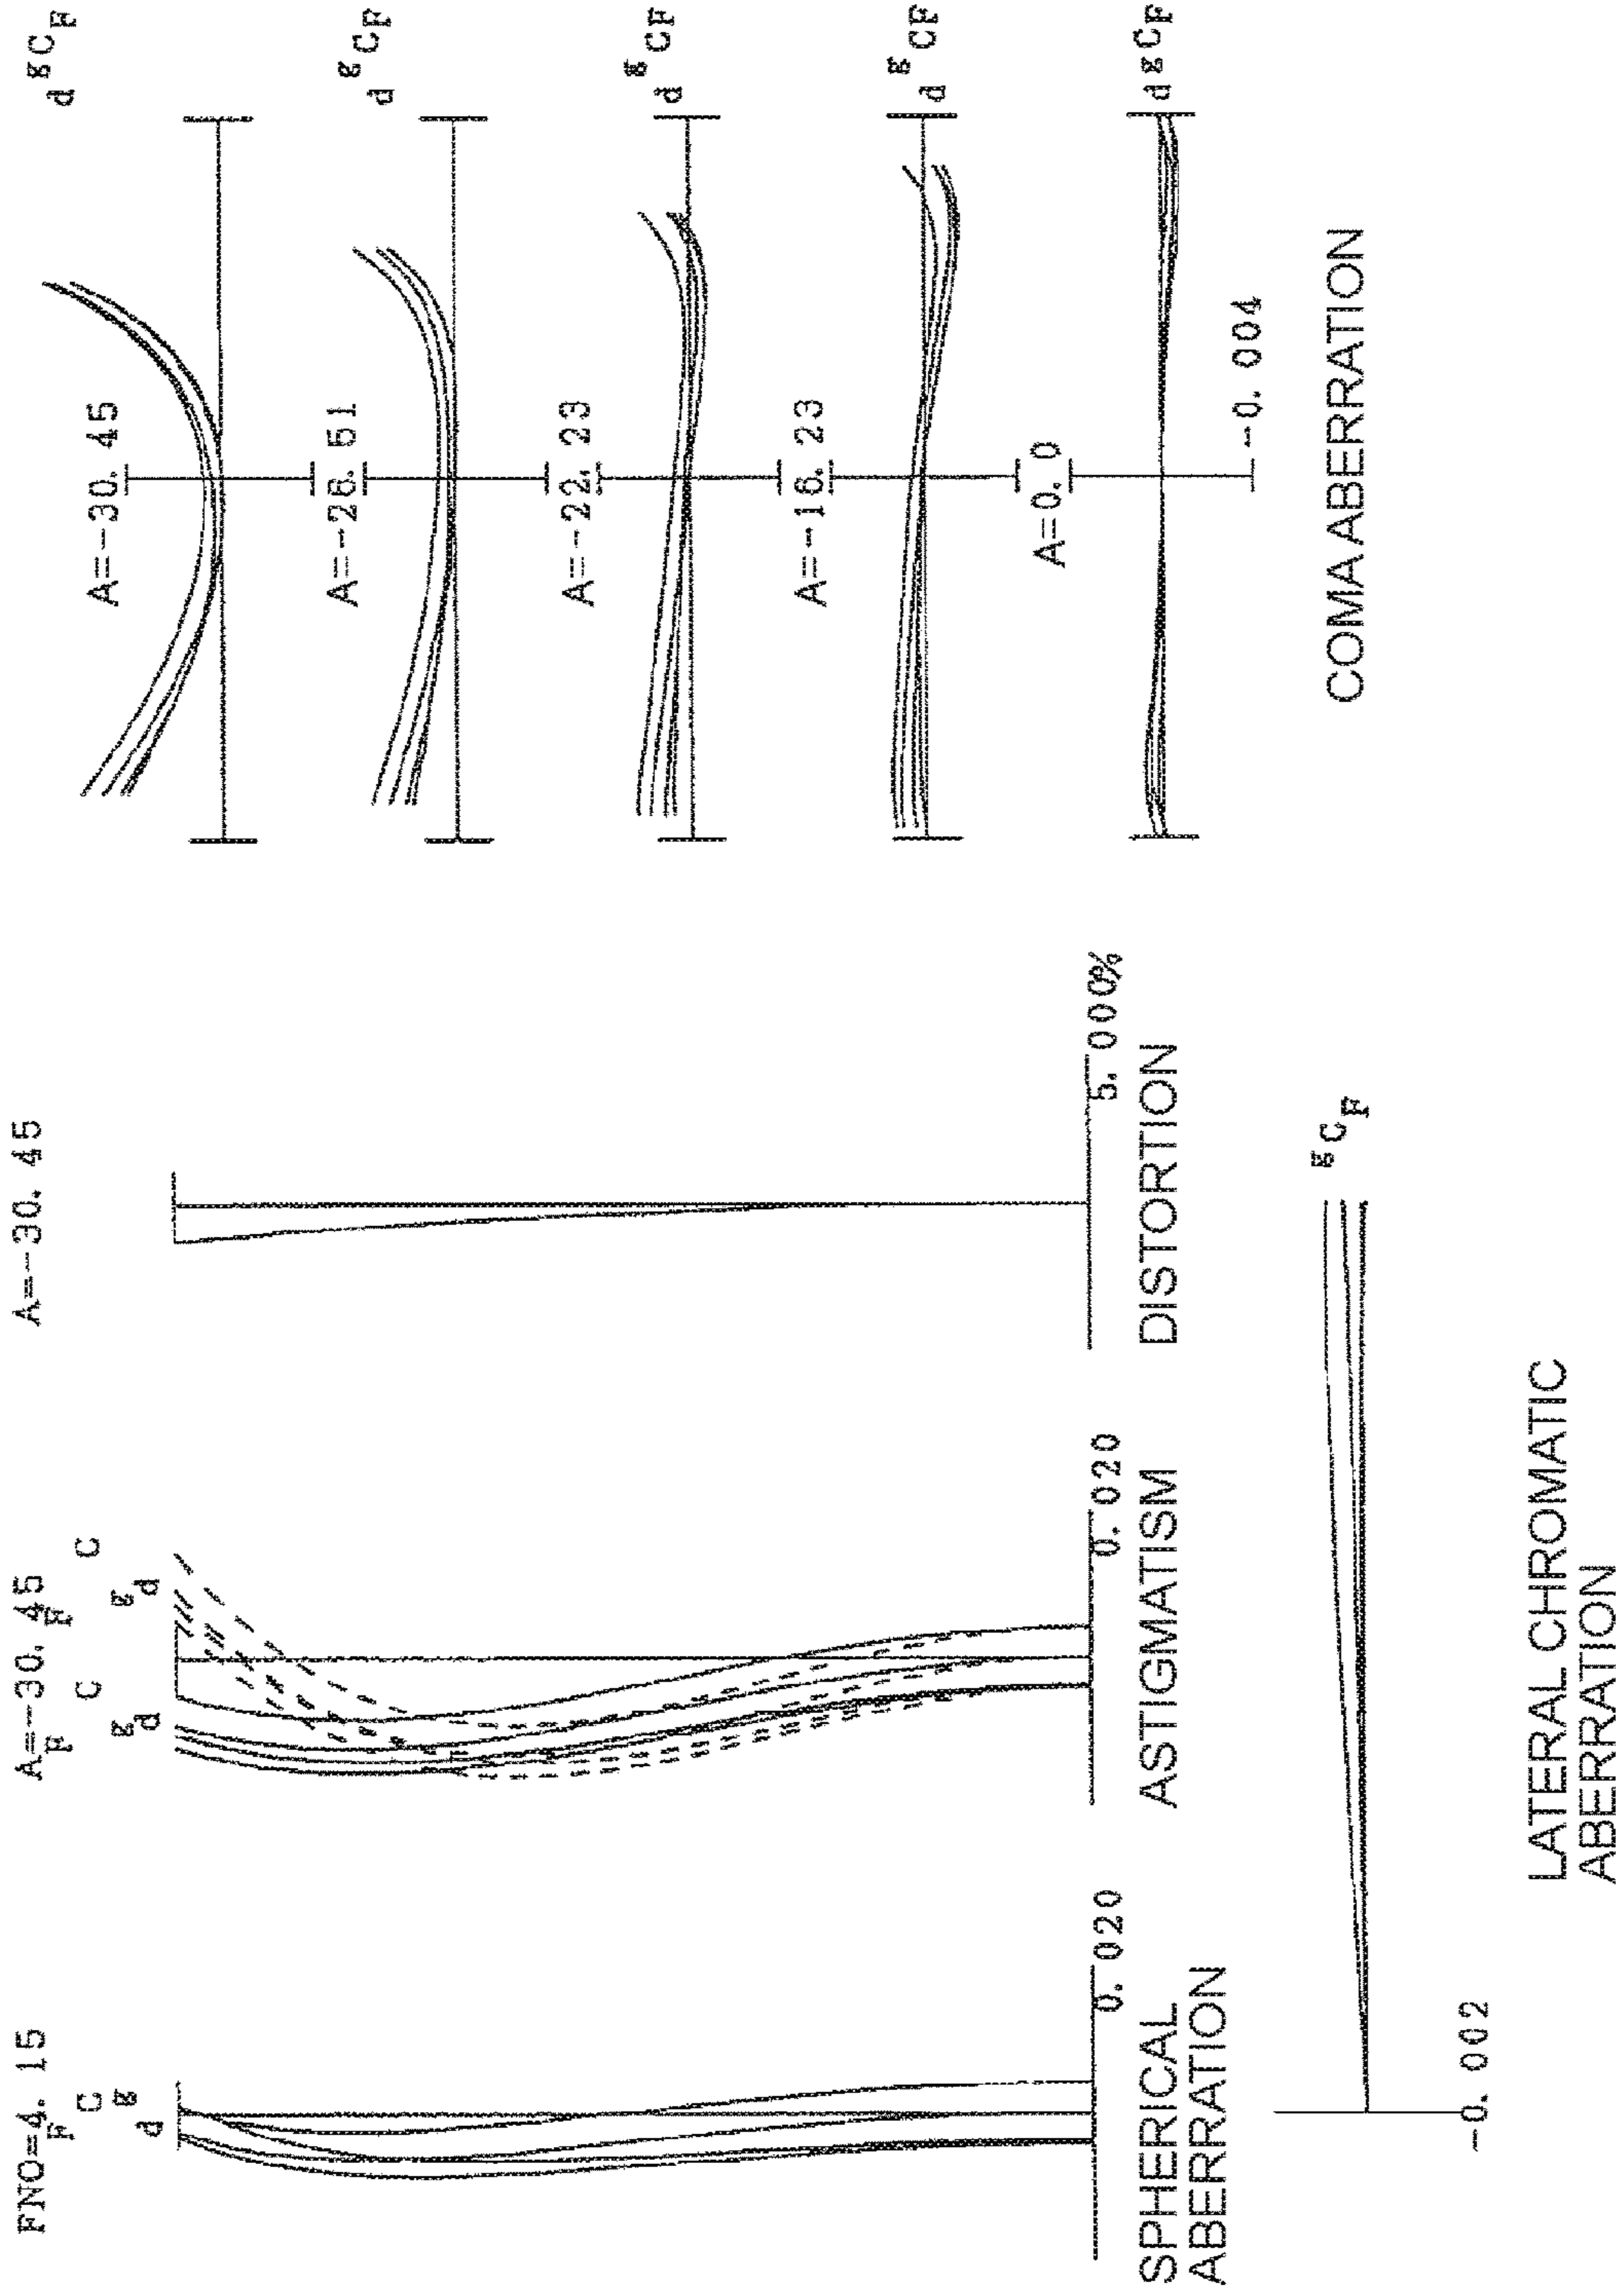 FNO=4. 15
F
C
g
d
0. 020
SPHERICAL
ABERRATION
A=-30. 45
F
C
g
d
F
C
g
d
0. 020
ASTIGMATISM
A=-30. 45
5. 000%
DISTORTION
A=-30. 45
d g C F
A=-26. 51
d g C F
A=-22. 23
d g C F
A=-16. 23
d g C F
A=0. 0
d g C F
-0. 004
COMA ABERRATION
g C F
-0. 002
LATERAL CHROMATIC
ABERRATION